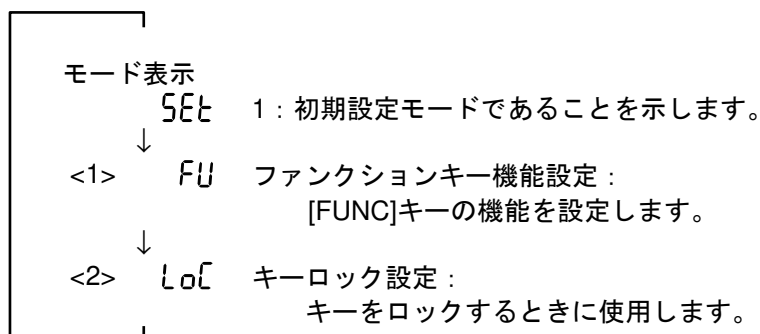 モード表示
SEt 1：初期設定モードであることを示します。
↓
<1> FU ファンクションキー機能設定：
[FUNC]キーの機能を設定します。
↓
<2> LoC キーロック設定：
キーをロックするときに使用します。